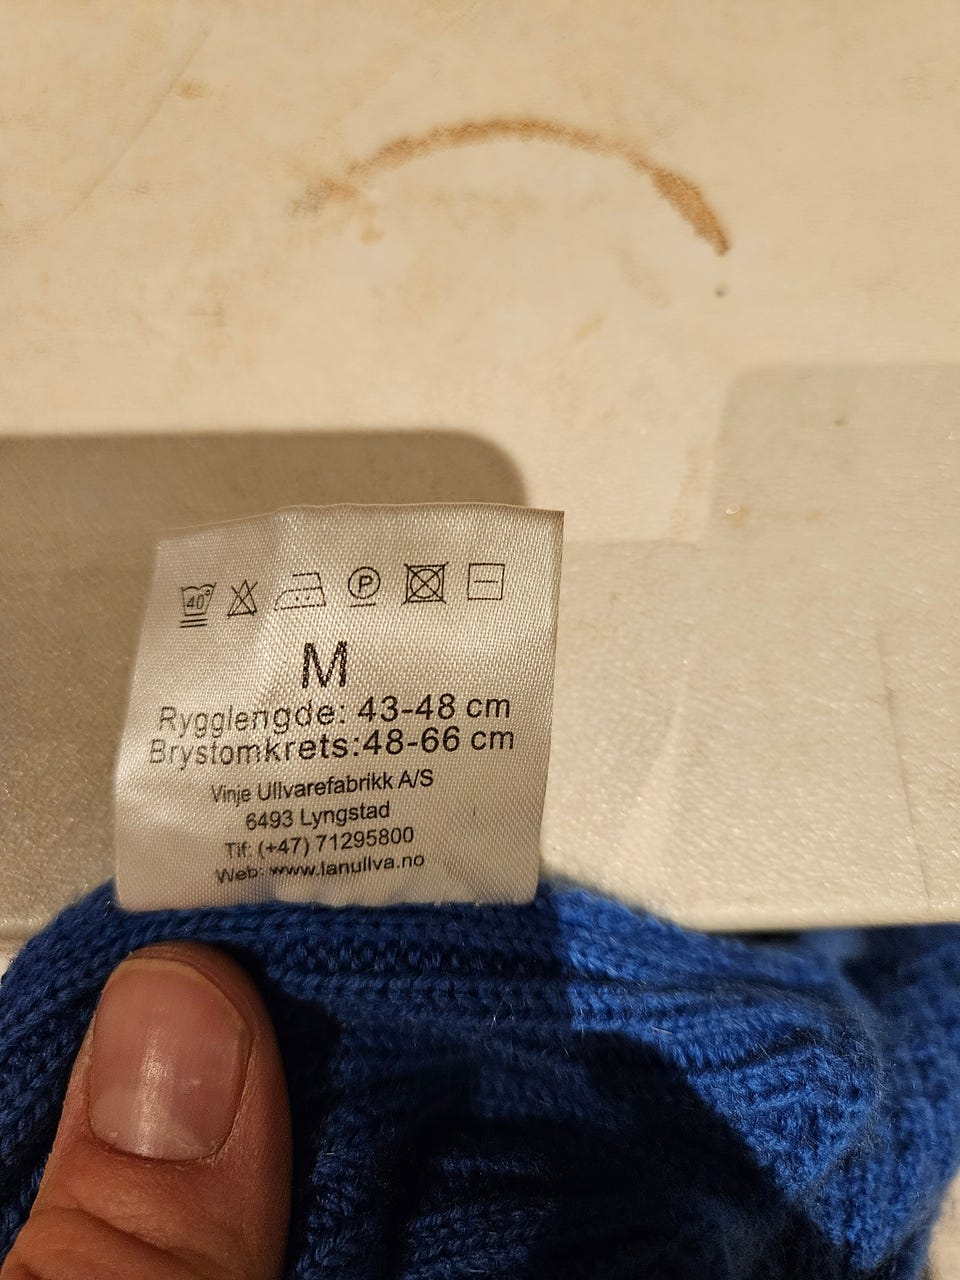 40°
P
M
Rygglengde: 43-48 cm
Brystomkrets:48-66 cm
Vinje Ullvarefabrikk A/S
6493 Lyngstad
Tlf: (+47) 71295800
Web: www.lanullva.no